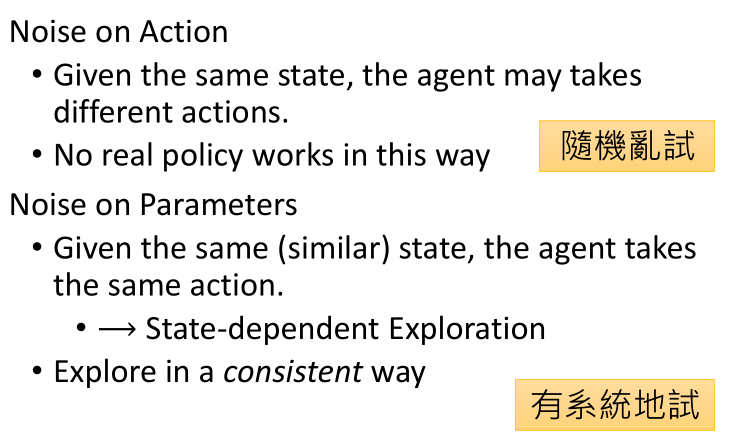 Noise on Action
• Given the same state, the agent may takes
different actions.
• No real policy works in this way
隨機亂試
Noise on Parameters
• Given the same (similar) state, the agent takes
the same action.
• ⟶ State-dependent Exploration
• Explore in a consistent way
有系統地試